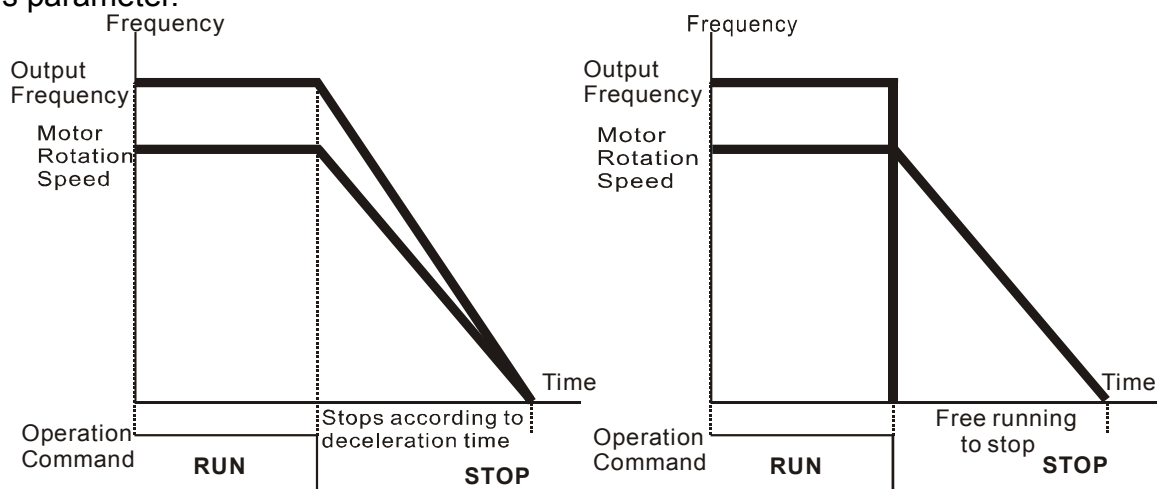 s parameter.
Frequency
Output
Frequency
Motor
Rotation
Speed
Time
Stops according to
deceleration time
Operation
Command
RUN
STOP
Frequency
Output
Frequency
Motor
Rotation
Speed
Time
Free running
to stop
Operation
Command
RUN
STOP